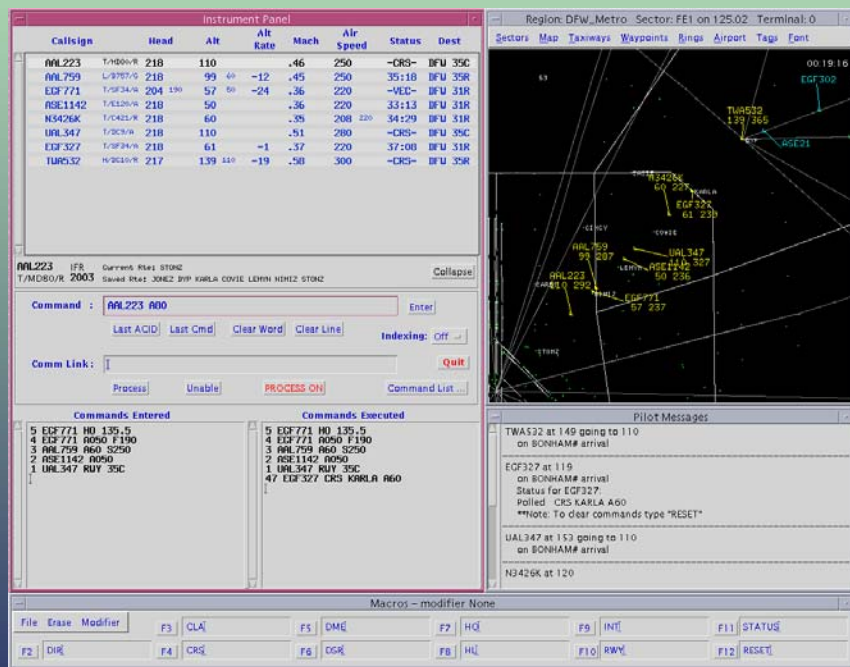 Instrument Panel
Callsign Head Alt Alt Rate Mach Air Speed Status Dest
AAL223 T/MD80/R 218 110 .46 250 -CRS- DFW 35C
AAL759 L/B757/G 218 99 60 -12 .45 250 35:18 DFW 35R
EGF771 T/SF34/A 204 190 57 50 -24 .36 220 -VEC- DFW 31R
ASE1142 T/E120/A 218 50 .36 220 33:13 DFW 31R
N3426K T/C421/R 218 60 .35 208 220 34:29 DFW 31R
UAL347 T/DC9/A 218 110 .51 280 -CRS- DFW 35C
EGF327 T/SF34/A 218 61 -1 .37 220 37:08 DFW 31R
TWA532 H/DC10/R 217 139 110 -19 .58 300 -CRS- DFW 35R
AAL223 IFR Current Rte: STONZ
T/MD80/R 2003 Saved Rte: JONEZ BYP KARLA COVIE LEMYN NIMIZ STONZ
Collapse
Command : AAL223 A80 Enter
Last ACID Last Cmd Clear Word Clear Line Indexing: Off
Comm Link: Quit
Process Unable PROCESS ON Command List ...
Commands Entered
5 EGF771 HO 135.5
4 EGF771 A050 F190
3 AAL759 A60 S250
2 ASE1142 A050
1 UAL347 RWY 35C
Commands Executed
5 EGF771 HO 135.5
4 EGF771 A050 F190
3 AAL759 A60 S250
2 ASE1142 A050
1 UAL347 RWY 35C
47 EGF327 CRS KARLA A60
Region: DFW_Metro Sector: FE1 on 125.02 Terminal: 0
Sectors Map Taxiways Waypoints Rings Airport Tags Font
00:19:16
EGF302
TWA532
139 365
ASE21
N3426K
60 227
KARLA
EGF327
61 239
COVIE
AAL759
99 287
UAL347
110 327
LEMYN
ASE1142
50 236
AAL223
110 292
EGF771
57 237
STONZ
Pilot Messages
TWA532 at 149 going to 110
on BONHAM# arrival
EGF327 at 119
on BONHAM# arrival
Status for EGF327:
Polled CRS KARLA A60
**Note: To clear commands type "RESET"
UAL347 at 153 going to 110
on BONHAM# arrival
N3426K at 120
Macros - modifier None
File Erase Modifier
F3 CLA F5 DME F7 HO F9 INT F11 STATUS
F2 DIR F4 CRS F6 DSR F8 HL F10 RWY F12 RESET